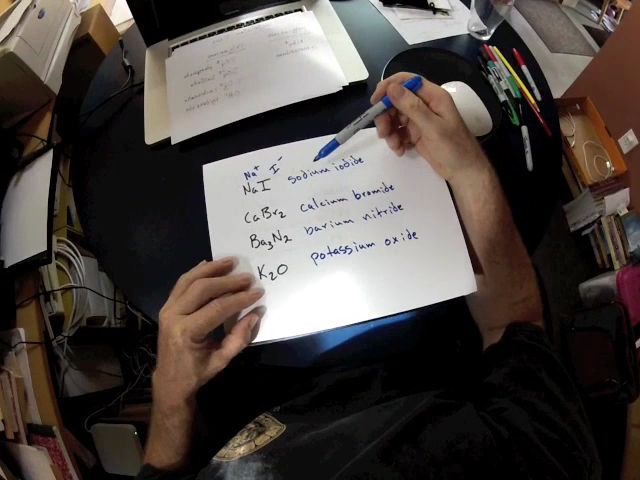 Na⁺ I⁻
NaI sodium iodide
CaBr₂ calcium bromide
Ba₃N₂ barium nitride
K₂O potassium oxide